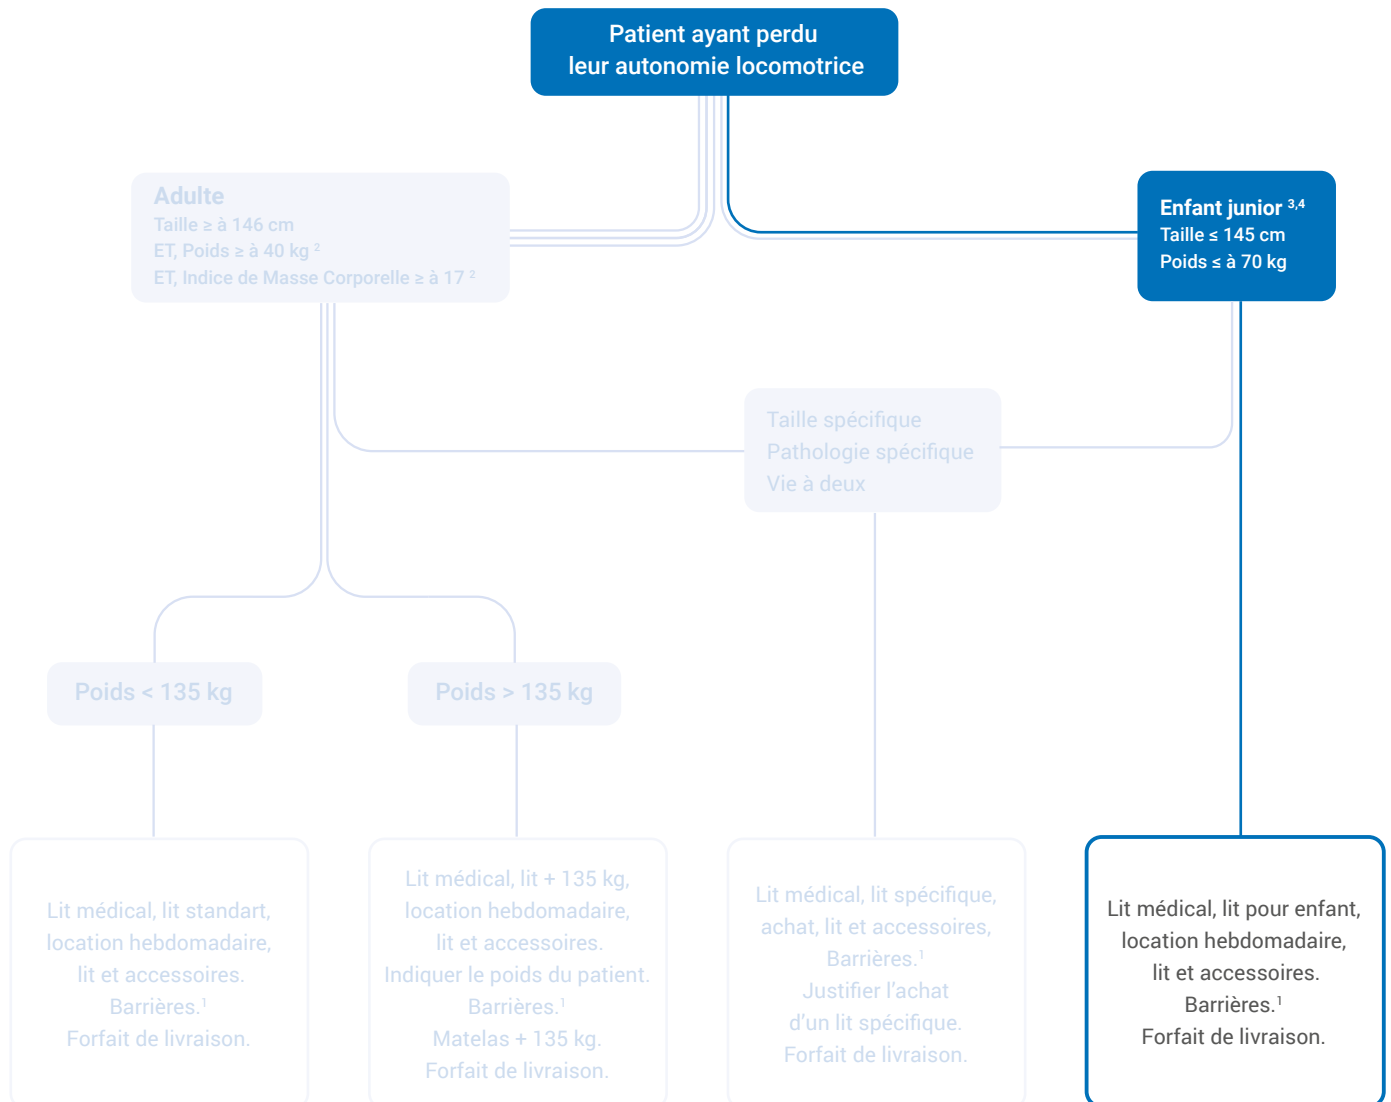 Patient ayant perdu
leur autonomie locomotrice
Adulte
Taille ≥ à 146 cm
ET, Poids ≥ à 40 kg ²
ET, Indice de Masse Corporelle ≥ à 17 ²
Enfant junior ³,⁴
Taille ≤ 145 cm
Poids ≤ à 70 kg
Taille spécifique
Pathologie spécifique
Vie à deux
Poids < 135 kg
Poids > 135 kg
Lit médical, lit standart,
location hebdomadaire,
lit et accessoires.
Barrières.¹
Forfait de livraison.
Lit médical, lit + 135 kg,
location hebdomadaire,
lit et accessoires.
Indiquer le poids du patient.
Barrières.¹
Matelas + 135 kg.
Forfait de livraison.
Lit médical, lit spécifique,
achat, lit et accessoires,
Barrières.¹
Justifier l'achat
d'un lit spécifique.
Forfait de livraison.
Lit médical, lit pour enfant,
location hebdomadaire,
lit et accessoires.
Barrières.¹
Forfait de livraison.